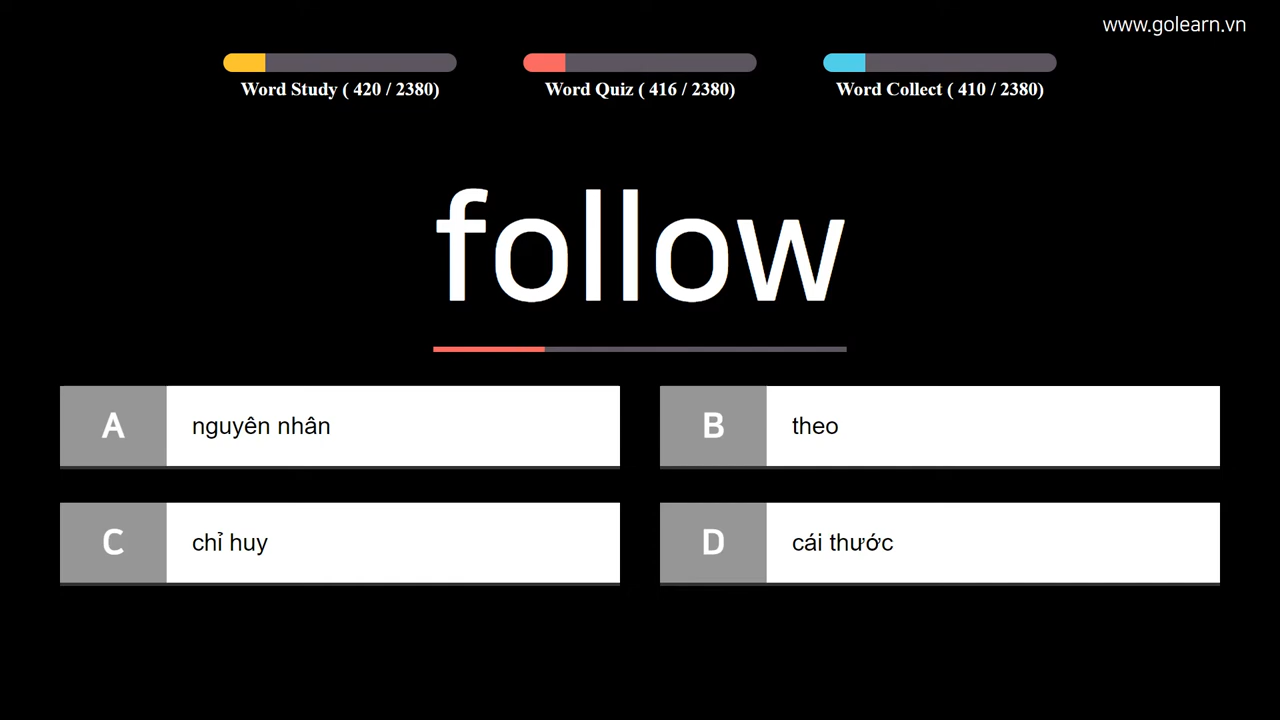 www.golearn.vn
Word Study ( 420 / 2380)
Word Quiz ( 416 / 2380)
Word Collect ( 410 / 2380)
follow
A nguyên nhân
B theo
C chỉ huy
D cái thước